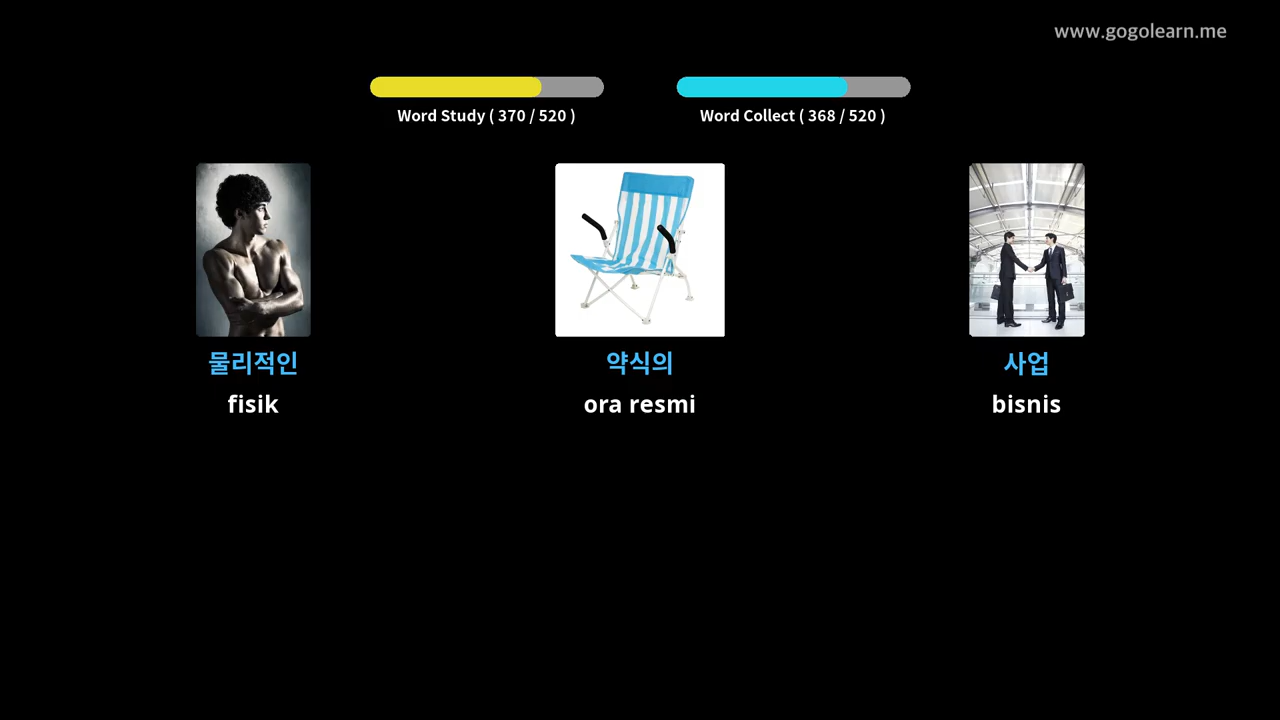 www.gogolearn.me
Word Study ( 370 / 520 )
Word Collect ( 368 / 520 )
물리적인
약식의
사업
fisik
ora resmi
bisnis